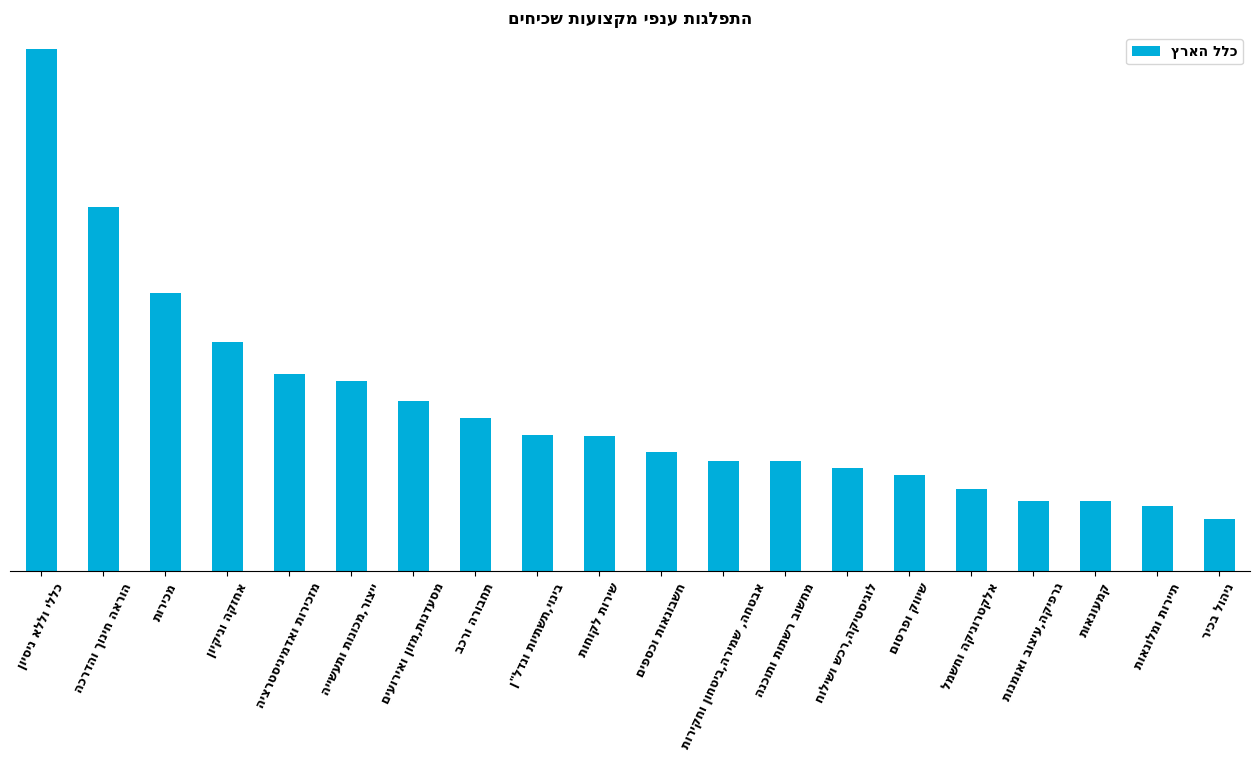 התפלגות ענפי מקצועות שכיחים
כלל הארץ
כללי וללא ניסיון
הוראה חינוך והדרכה
מכירות
אחזקה וניקיון
מזכירות ואדמיניסטרציה
ייצור,מכונות ותעשייה
מסעדנות,מזון ואירועים
תחבורה ורכב
בינוי,תשתיות ונדל"ן
שירות לקוחות
חשבונאות וכספים
אבטחה, שמירה,ביטחון וחקירות
מחשוב רשתות ותוכנה
לוגיסטיקה,רכש ושילוח
שיווק ופרסום
אלקטרוניקה וחשמל
גרפיקה,עיצוב ואומנות
קמעונאות
תיירות ומלונאות
ניהול בכיר